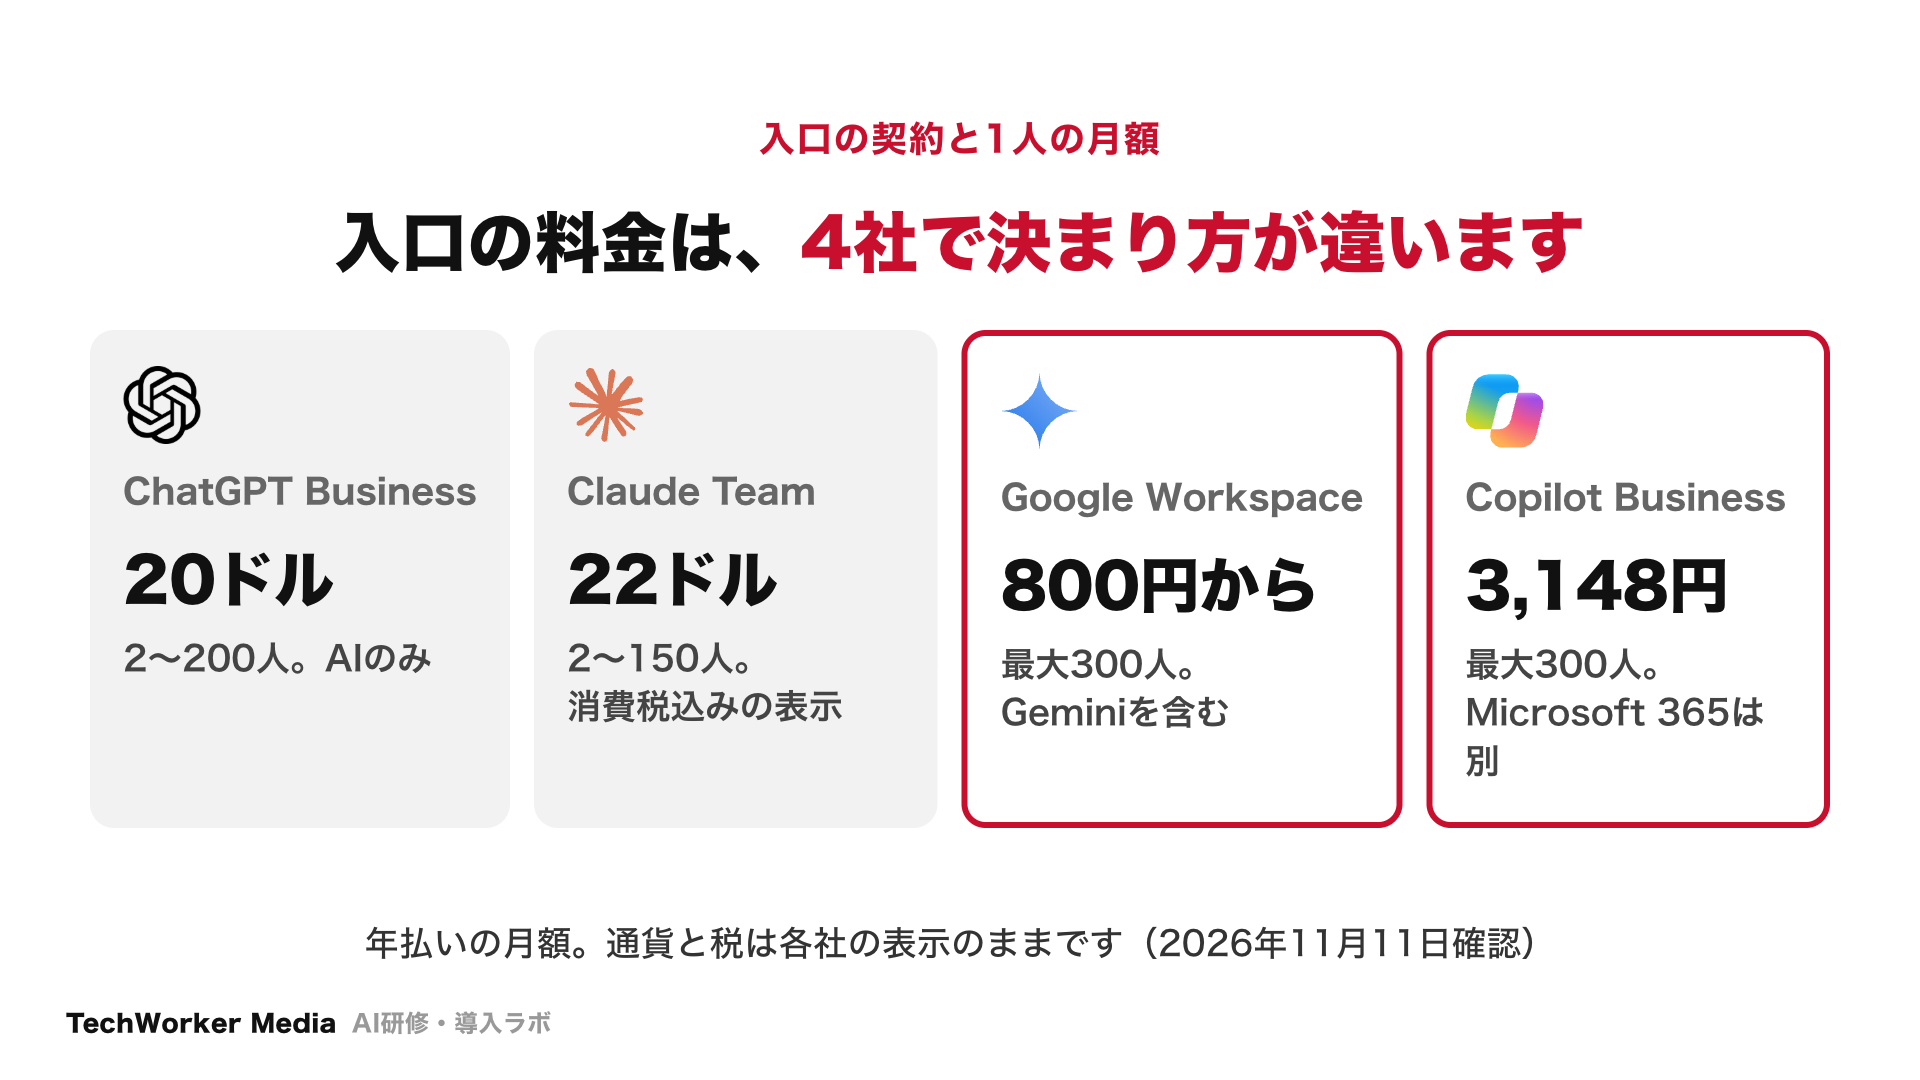 入口の契約と1人の月額
入口の料金は、4社で決まり方が違います
ChatGPT Business
20ドル
2〜200人。AIのみ
Claude Team
22ドル
2〜150人。
消費税込みの表示
Google Workspace
800円から
最大300人。
Geminiを含む
Copilot Business
3,148円
最大300人。
Microsoft 365は
別
年払いの月額。通貨と税は各社の表示のままです（2026年11月11日確認）
TechWorker Media AI研修・導入ラボ